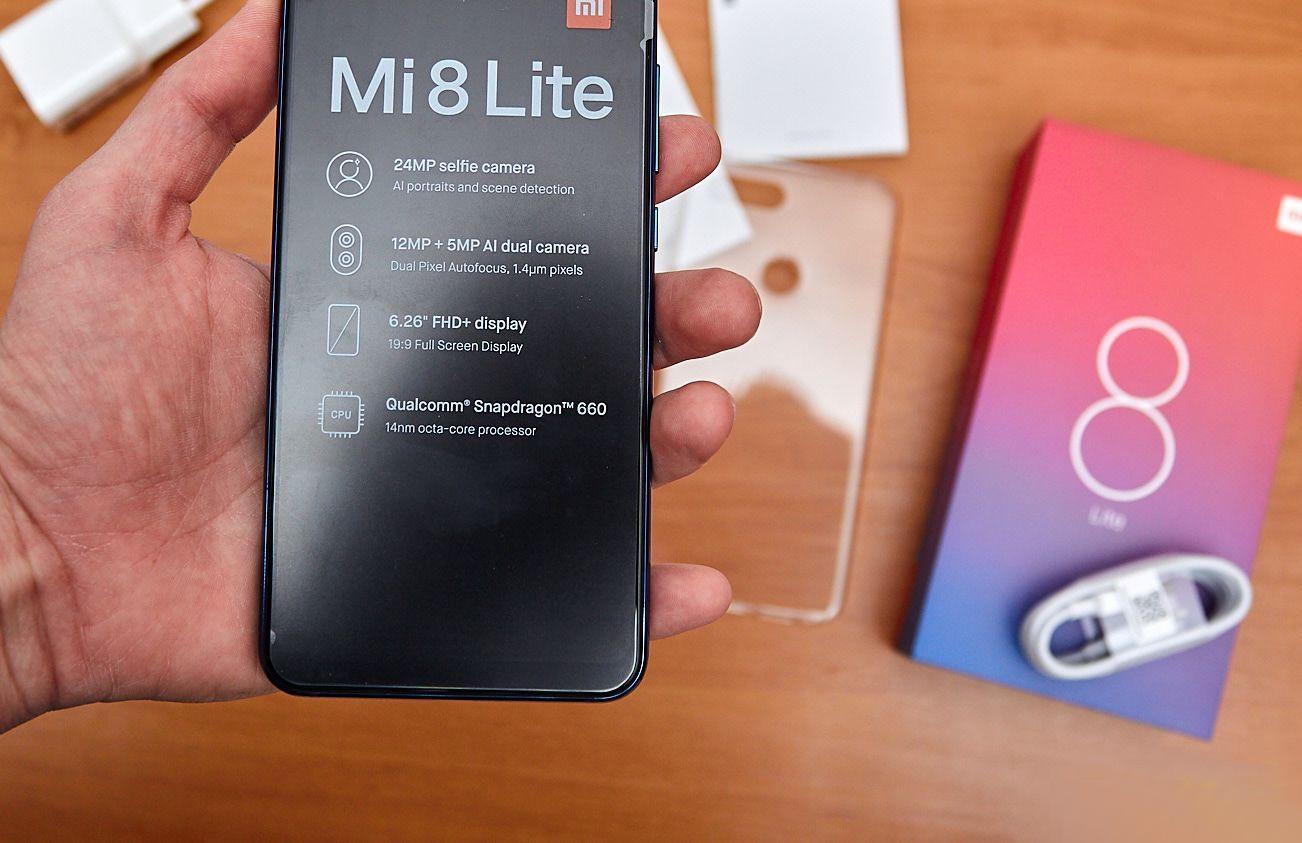 mi
Mi 8 Lite
24MP selfie camera
AI portraits and scene detection
12MP + 5MP AI dual camera
Dual Pixel Autofocus, 1.4μm pixels
6.26" FHD+ display
19:9 Full Screen Display
CPU
Qualcomm® Snapdragon™ 660
14nm octa-core processor
mi
8
Lite